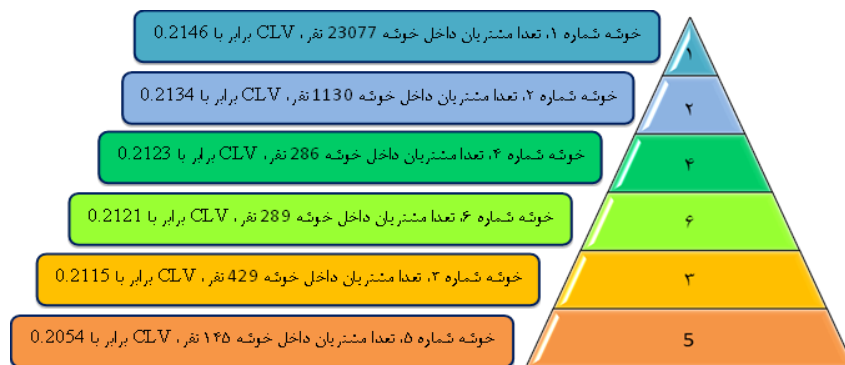 خوشه شماره ۱، تعدا مشتریان داخل خوشه 23077 نفر، CLV برابر با 0.2146
۱
خوشه شماره ۲، تعدا مشتریان داخل خوشه 1130 نفر، CLV برابر با 0.2134
۲
خوشه شماره ۴، تعدا مشتریان داخل خوشه 286 نفر، CLV برابر با 0.2123
۴
خوشه شماره ۶، تعدا مشتریان داخل خوشه 289 نفر، CLV برابر با 0.2121
۶
خوشه شماره ۳، تعدا مشتریان داخل خوشه 429 نفر، CLV برابر با 0.2115
۳
خوشه شماره ۵، تعدا مشتریان داخل خوشه ۱۴۵ نفر، CLV برابر با 0.2054
5